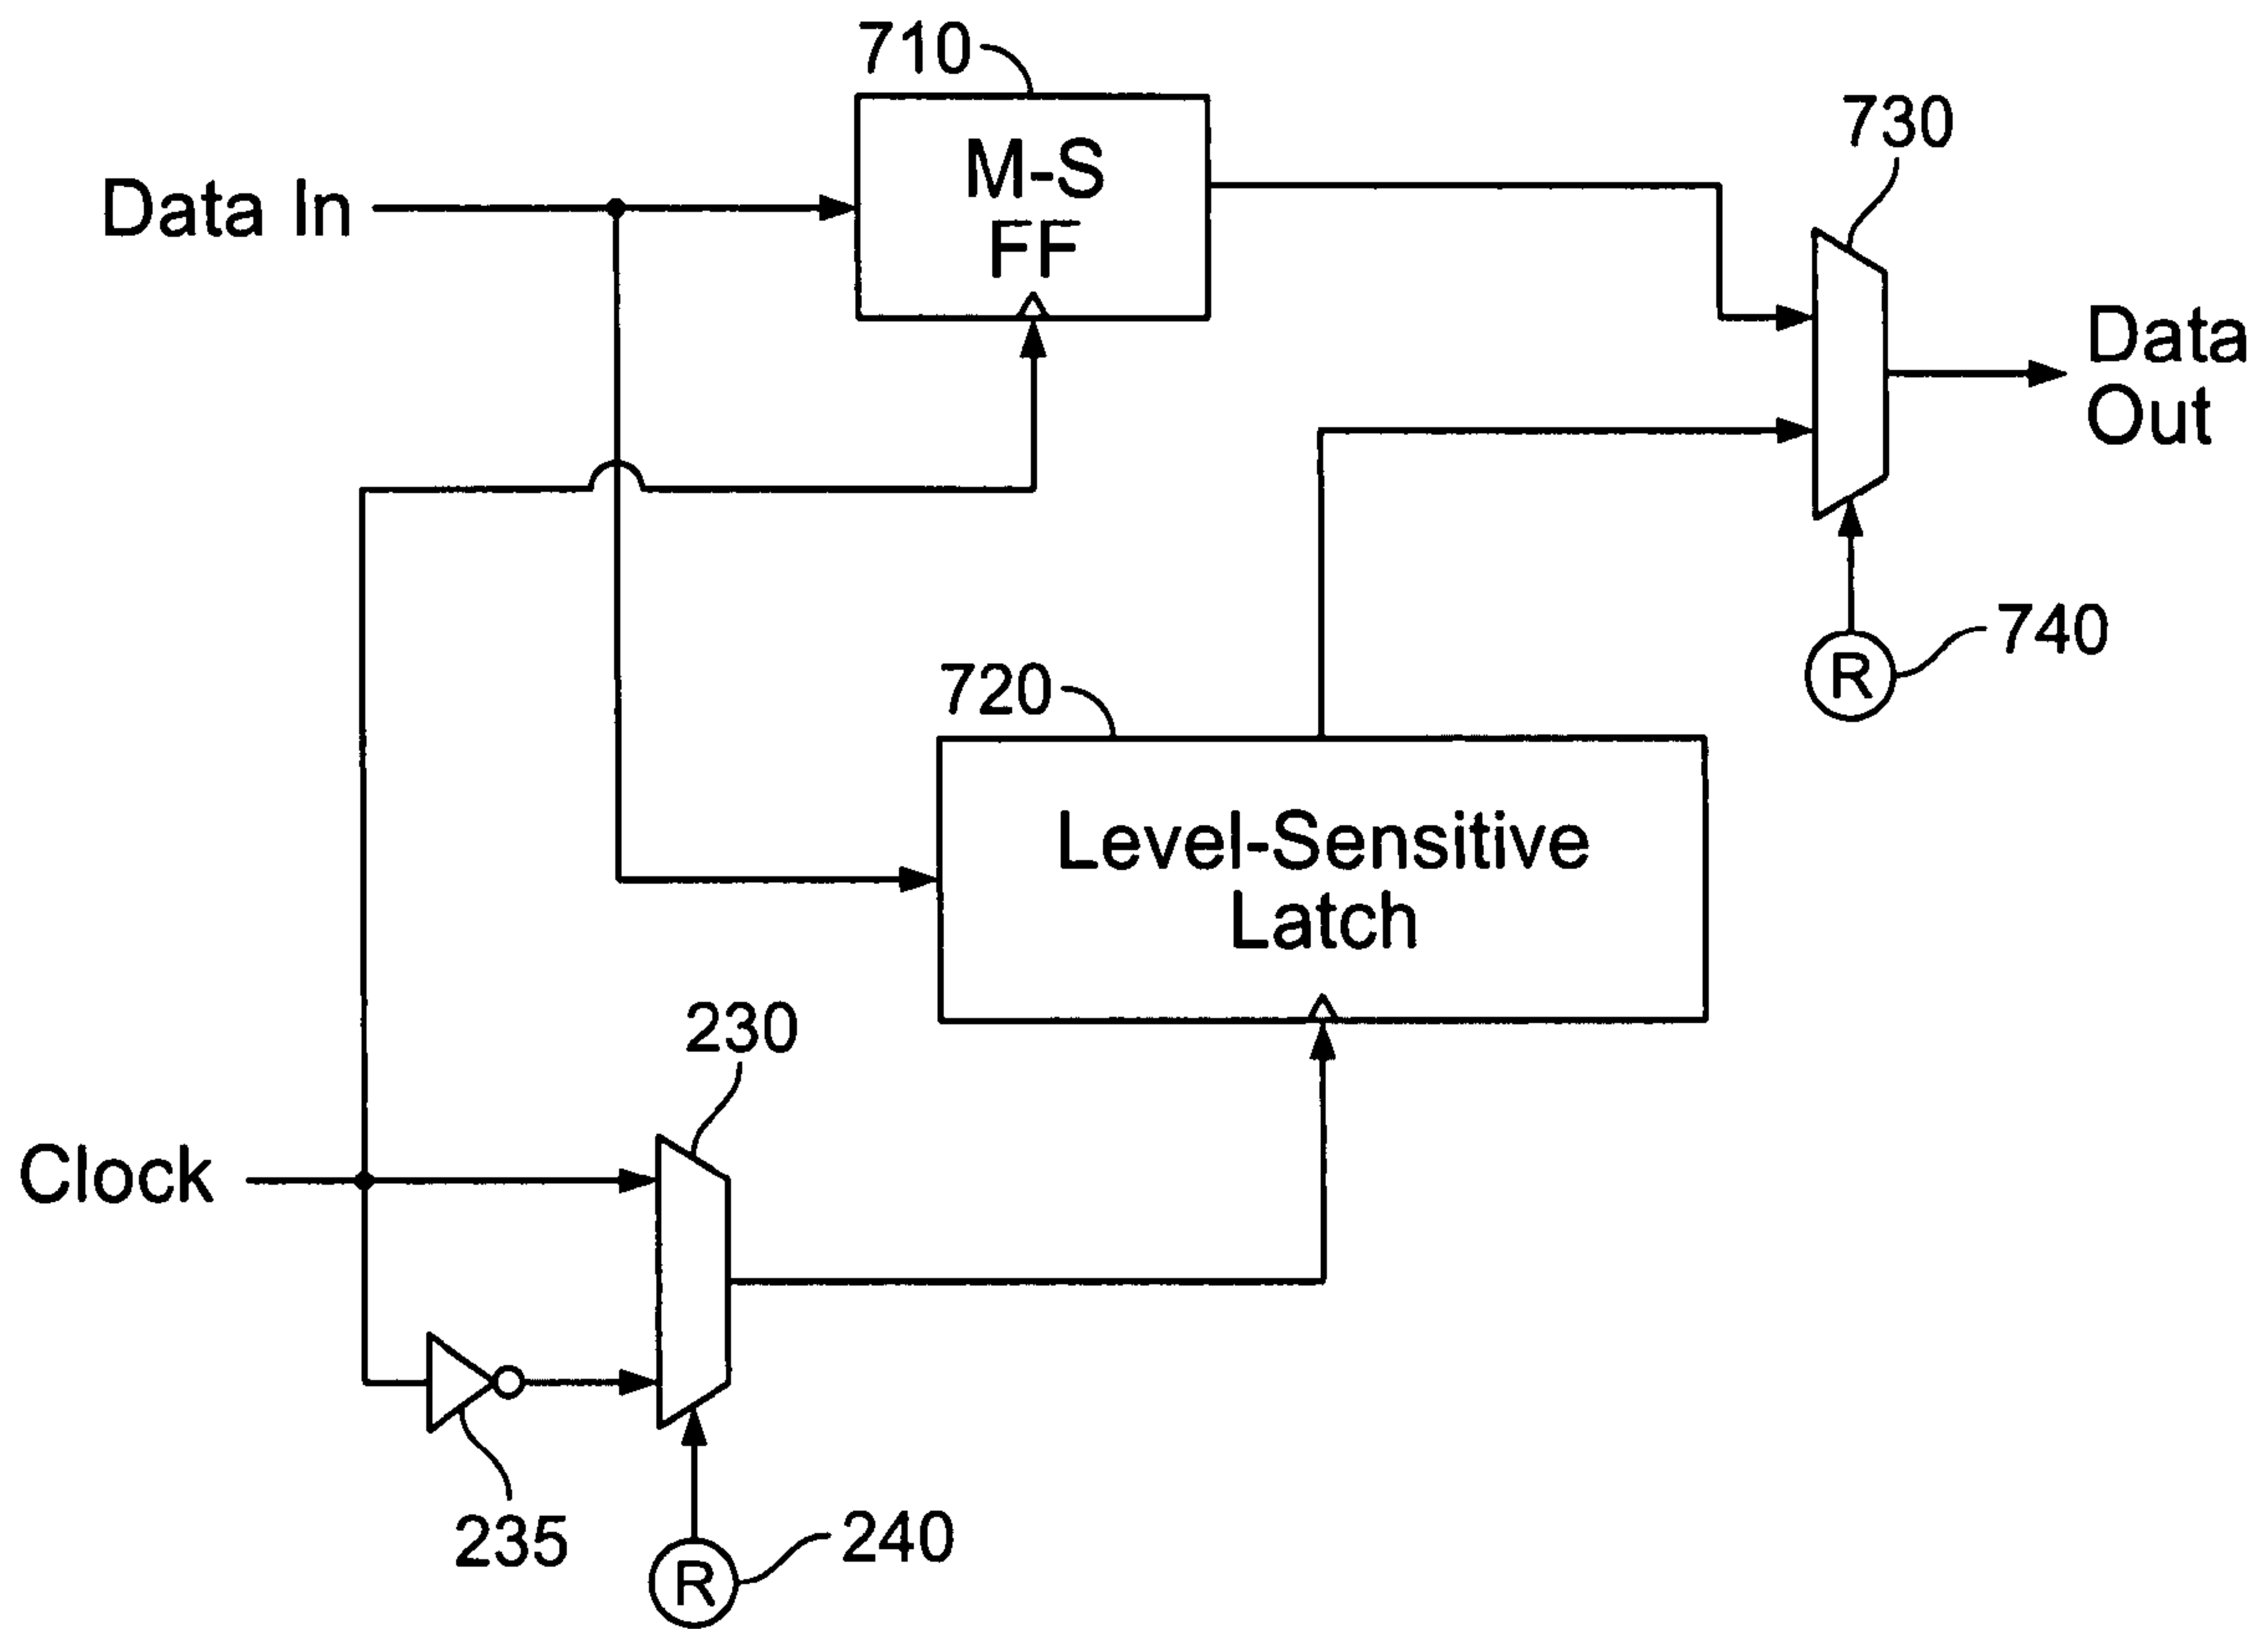 710
M-S
FF
730
Data In
Data
Out
740
R
720
Level-Sensitive
Latch
230
Clock
235
240
R